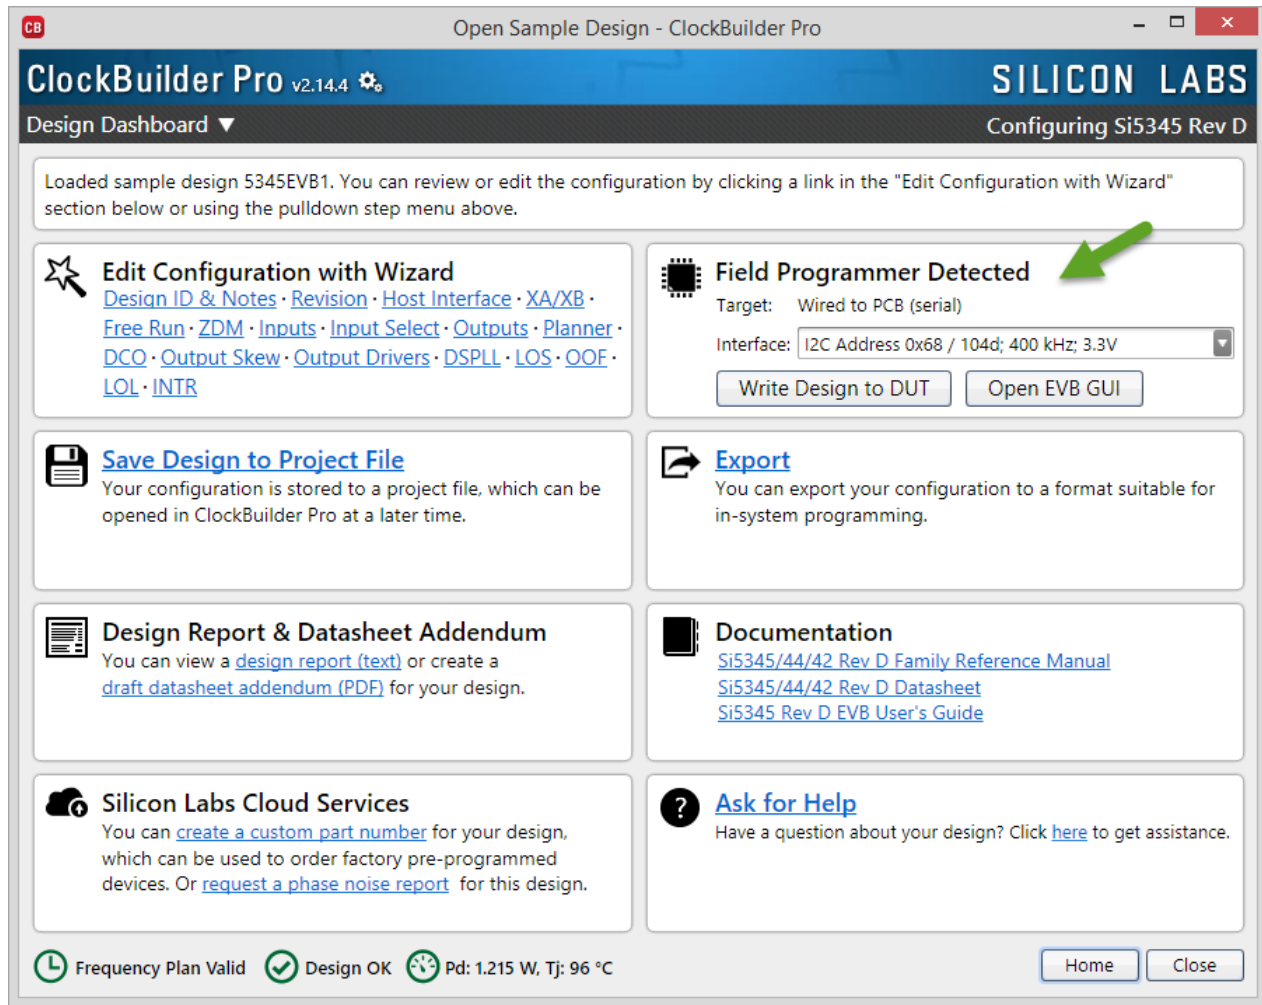 CB
Open Sample Design - ClockBuilder Pro
ClockBuilder Pro v2.14.4
SILICON LABS
Design Dashboard ▼
Configuring Si5345 Rev D
Loaded sample design 5345EVB1. You can review or edit the configuration by clicking a link in the "Edit Configuration with Wizard"
section below or using the pulldown step menu above.
Edit Configuration with Wizard
Design ID & Notes · Revision · Host Interface · XA/XB ·
Free Run · ZDM · Inputs · Input Select · Outputs · Planner ·
DCO · Output Skew · Output Drivers · DSPLL · LOS · OOF ·
LOL · INTR
Field Programmer Detected
Target: Wired to PCB (serial)
Interface: I2C Address 0x68 / 104d; 400 kHz; 3.3V
Write Design to DUT
Open EVB GUI
Save Design to Project File
Your configuration is stored to a project file, which can be
opened in ClockBuilder Pro at a later time.
Export
You can export your configuration to a format suitable for
in-system programming.
Design Report & Datasheet Addendum
You can view a design report (text) or create a
draft datasheet addendum (PDF) for your design.
Documentation
Si5345/44/42 Rev D Family Reference Manual
Si5345/44/42 Rev D Datasheet
Si5345 Rev D EVB User's Guide
Silicon Labs Cloud Services
You can create a custom part number for your design,
which can be used to order factory pre-programmed
devices. Or request a phase noise report for this design.
?
Ask for Help
Have a question about your design? Click here to get assistance.
Frequency Plan Valid
Design OK
Pd: 1.215 W, Tj: 96 °C
Home
Close